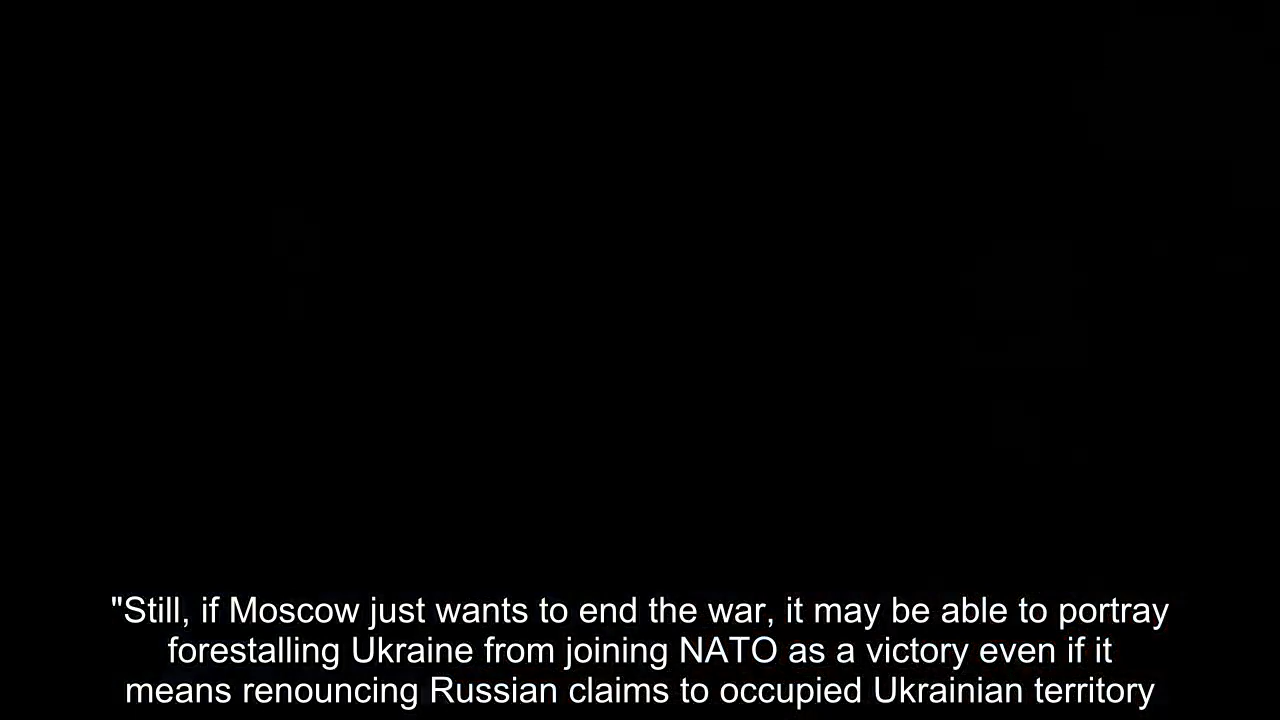 "Still, if Moscow just wants to end the war, it may be able to portray
forestalling Ukraine from joining NATO as a victory even if it
means renouncing Russian claims to occupied Ukrainian territory